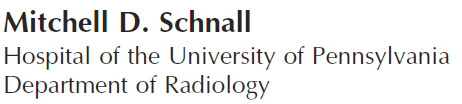 Mitchell D. Schnall
Hospital of the University of Pennsylvania
Department of Radiology